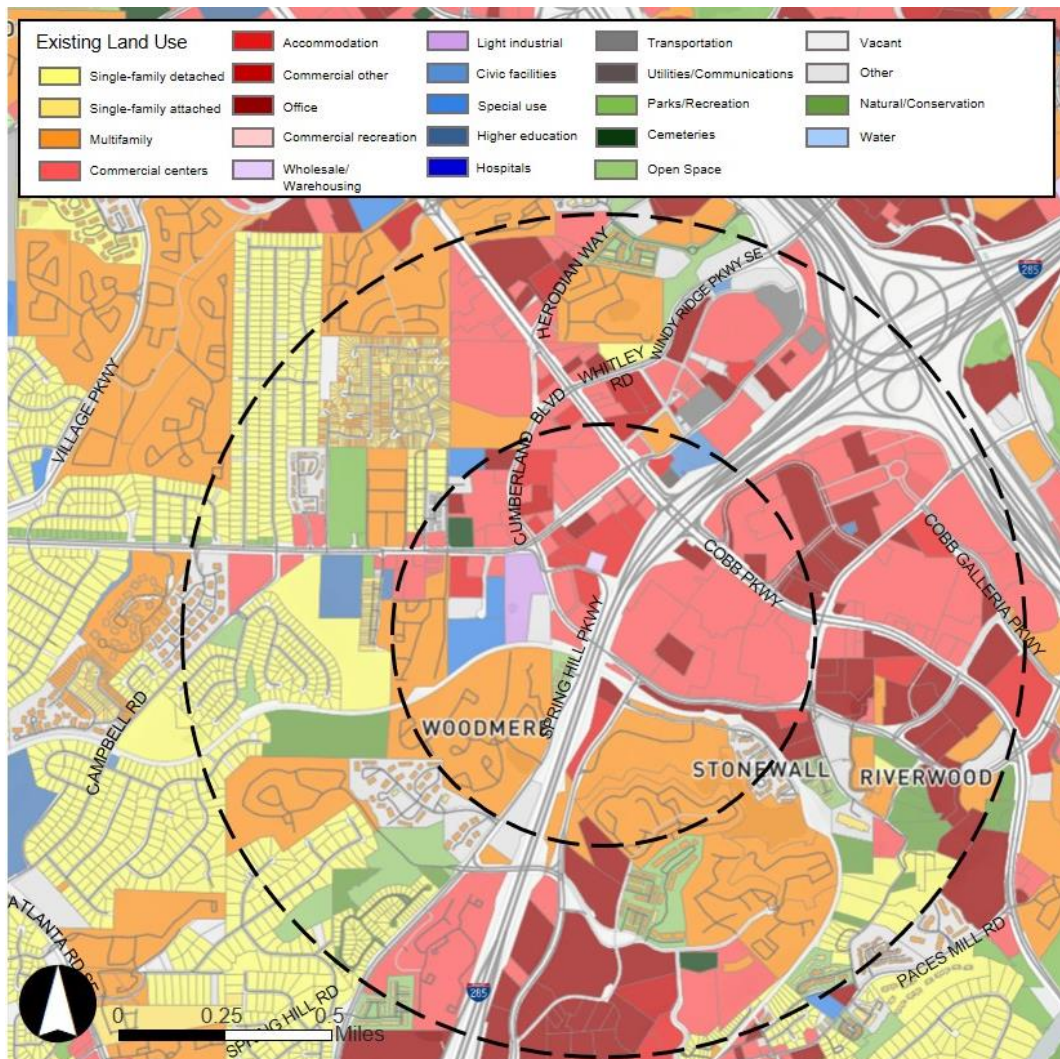 D
Existing Land Use
Single-family detached
Single-family attached
Multifamily
Commercial centers
Accommodation
Commercial other
Office
Commercial recreation
Wholesale/
Warehousing
Light industrial
Civic facilities
Special use
Higher education
Hospitals
Transportation
Utilities/Communications
Parks/Recreation
Cemeteries
Open Space
Vacant
Other
Natural/Conservation
Water
HERODIAN WAY
WINDY RIDGE PKWY SE
285
WHITLEY
RD
VILLAGE PKWY
CUMBERLAND BLVD
COBB PKWY
COBB GALLERIA PKWY
SPRING HILL PKWY
CAMPBELL RD
WOODMERE
STONEWALL
RIVERWOOD
ATLANTA RD SE
PACES MILL RD
285
SPRING HILL RD
0 0.25 0.5
Miles